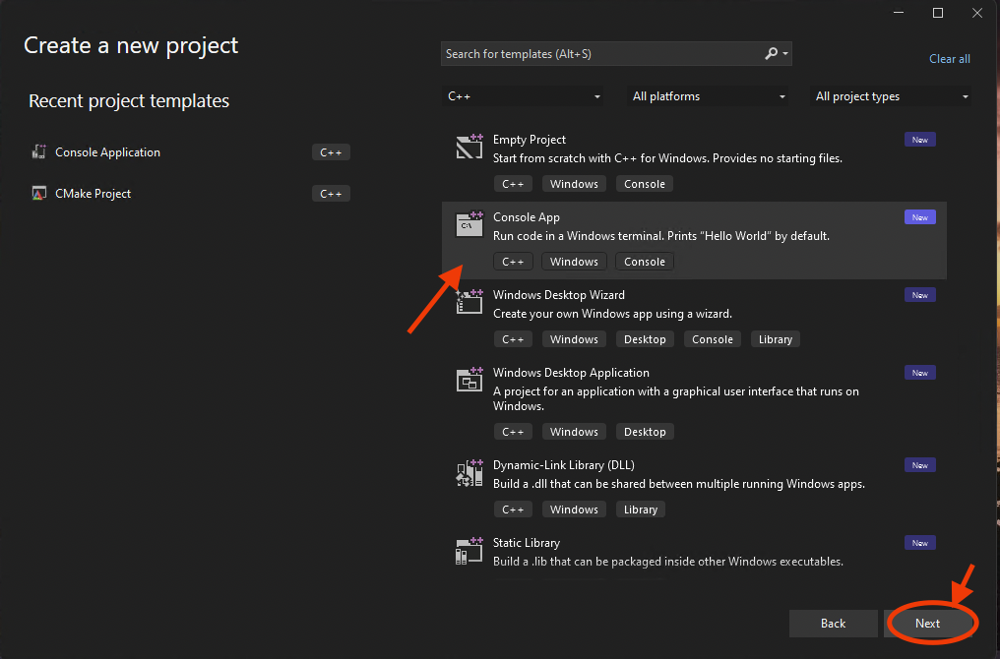 Create a new project
Search for templates (Alt+S)
Clear all
Recent project templates
C++
All platforms
All project types
Console Application
C++
CMake Project
C++
Empty Project
New
Start from scratch with C++ for Windows. Provides no starting files.
C++ Windows Console
Console App
New
C:\
Run code in a Windows terminal. Prints "Hello World" by default.
C++ Windows Console
Windows Desktop Wizard
New
Create your own Windows app using a wizard.
C++ Windows Desktop Console Library
Windows Desktop Application
New
A project for an application with a graphical user interface that runs on
Windows.
C++ Windows Desktop
Dynamic-Link Library (DLL)
New
Build a .dll that can be shared between multiple running Windows apps.
C++ Windows Library
Static Library
New
Build a .lib that can be packaged inside other Windows executables.
Back
Next